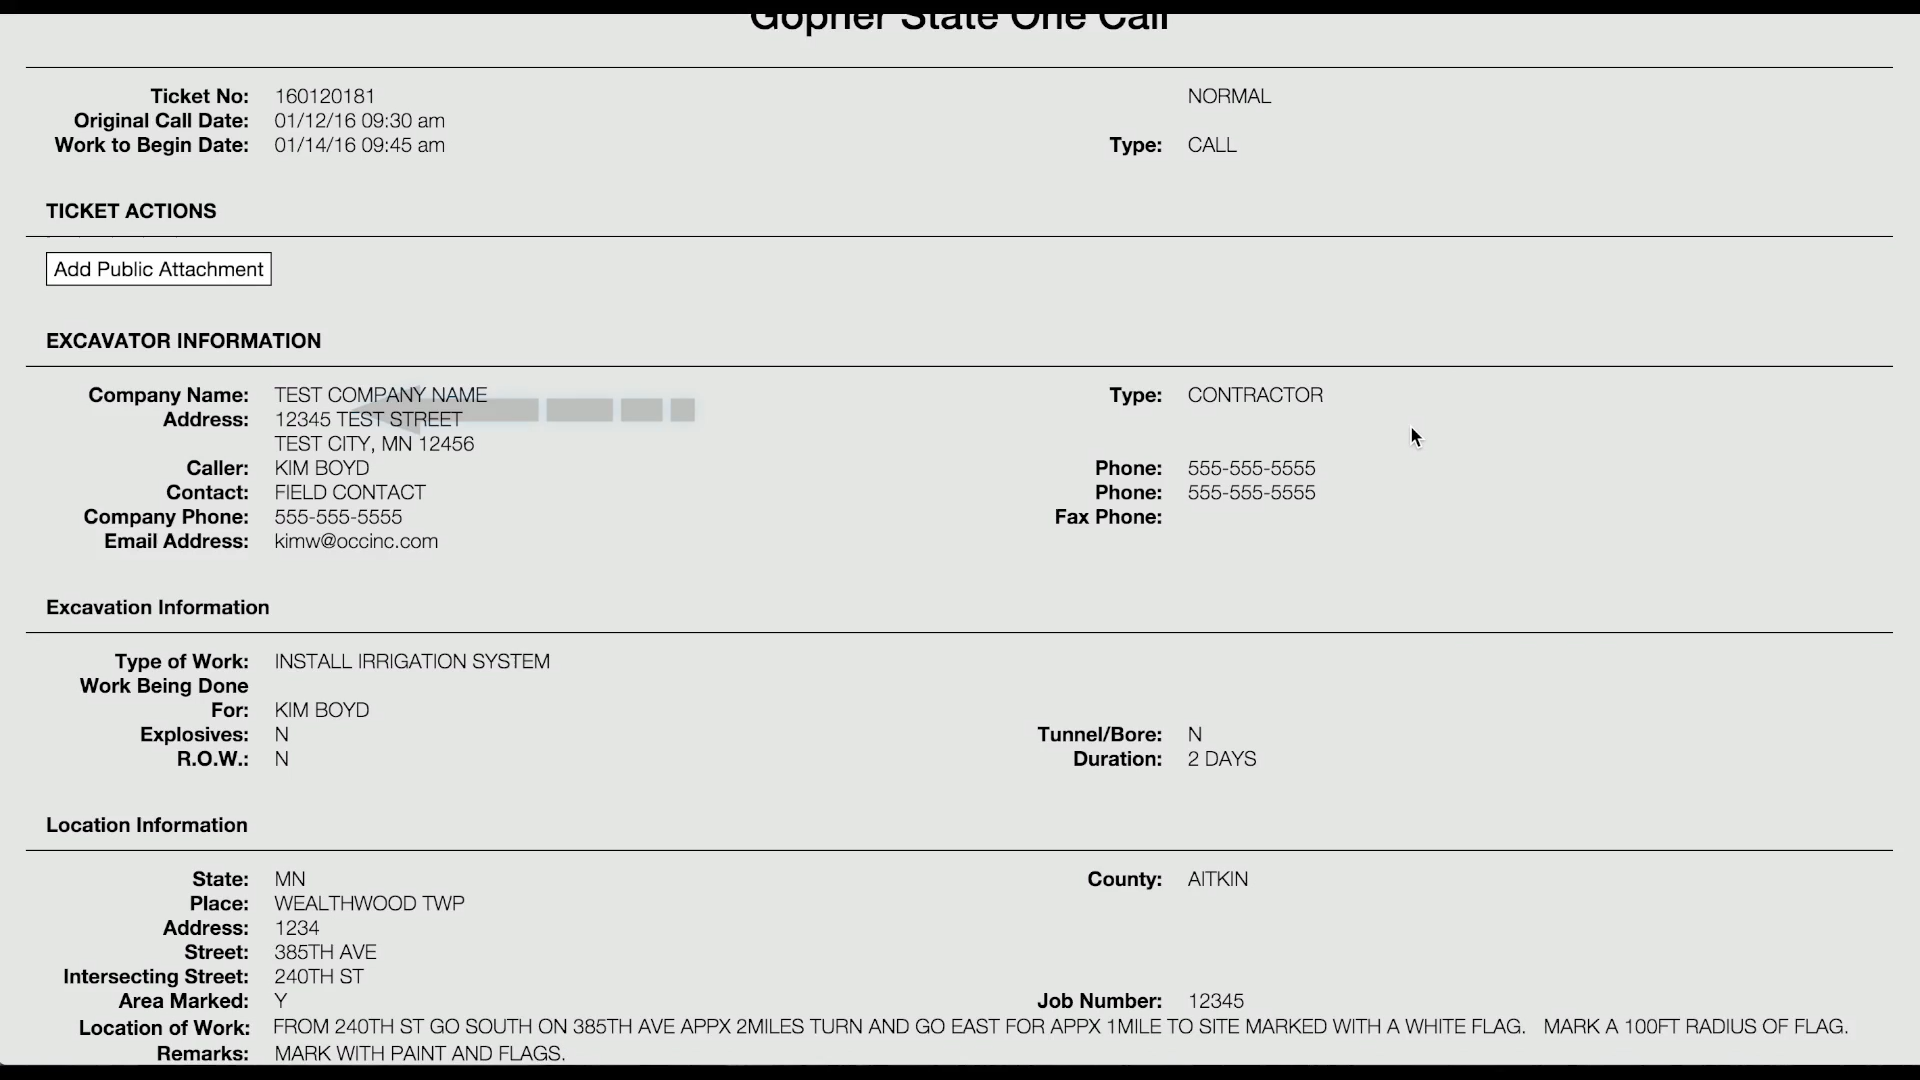 Gopher State One Call
Ticket No: 160120181 NORMAL
Original Call Date: 01/12/16 09:30 am
Work to Begin Date: 01/14/16 09:45 am Type: CALL
TICKET ACTIONS
Add Public Attachment
EXCAVATOR INFORMATION
Company Name: TEST COMPANY NAME Type: CONTRACTOR
Address: 12345 TEST STREET
TEST CITY, MN 12456
Caller: KIM BOYD Phone: 555-555-5555
Contact: FIELD CONTACT Phone: 555-555-5555
Company Phone: 555-555-5555 Fax Phone:
Email Address: kimw@occinc.com
Excavation Information
Type of Work: INSTALL IRRIGATION SYSTEM
Work Being Done
For: KIM BOYD
Explosives: N Tunnel/Bore: N
R.O.W.: N Duration: 2 DAYS
Location Information
State: MN County: AITKIN
Place: WEALTHWOOD TWP
Address: 1234
Street: 385TH AVE
Intersecting Street: 240TH ST
Area Marked: Y Job Number: 12345
Location of Work: FROM 240TH ST GO SOUTH ON 385TH AVE APPX 2MILES TURN AND GO EAST FOR APPX 1MILE TO SITE MARKED WITH A WHITE FLAG. MARK A 100FT RADIUS OF FLAG.
Remarks: MARK WITH PAINT AND FLAGS.